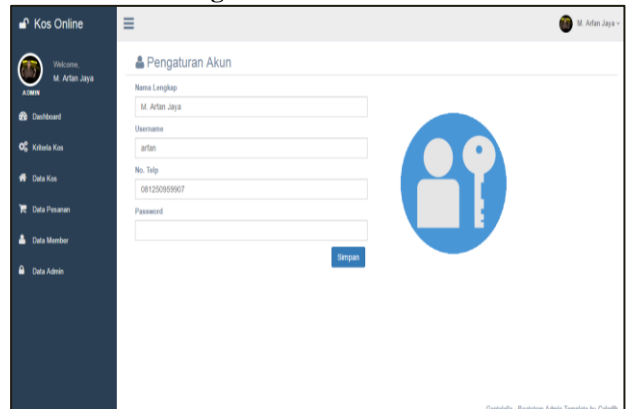 Kos Online
M. Arfan Jaya
Welcome,
M. Arfan Jaya
ADMIN
Dashboard
Kriteria Kos
Data Kos
Data Pesanan
Data Member
Data Admin
Pengaturan Akun
Nama Lengkap
M. Arfan Jaya
Username
arfan
No. Telp
081250959907
Password
Simpan